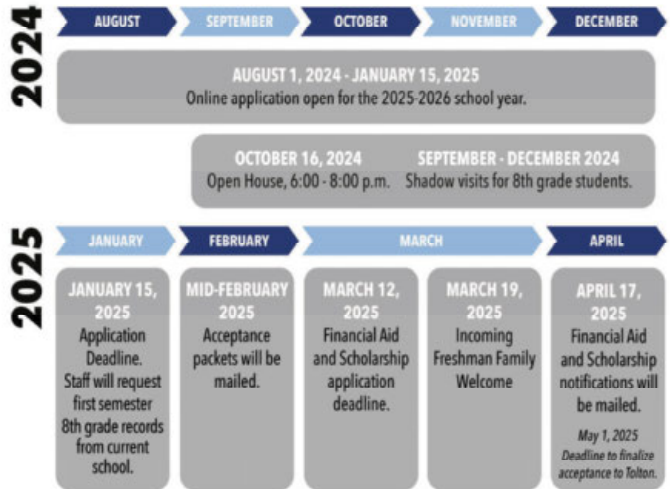 2024
AUGUST
SEPTEMBER
OCTOBER
NOVEMBER
DECEMBER
AUGUST 1, 2024 - JANUARY 15, 2025
Online application open for the 2025-2026 school year.
OCTOBER 16, 2024
Open House, 6:00 - 8:00 p.m.
SEPTEMBER - DECEMBER 2024
Shadow visits for 8th grade students.
2025
JANUARY
FEBRUARY
MARCH
APRIL
JANUARY 15,
2025
Application
Deadline.
Staff will request
first semester
8th grade records
from current
school.
MID-FEBRUARY
2025
Acceptance
packets will be
mailed.
MARCH 12,
2025
Financial Aid
and Scholarship
application
deadline.
MARCH 19,
2025
Incoming
Freshman Family
Welcome
APRIL 17,
2025
Financial Aid
and Scholarship
notifications will
be mailed.
May 1, 2025
Deadline to finalize
acceptance to Tolton.